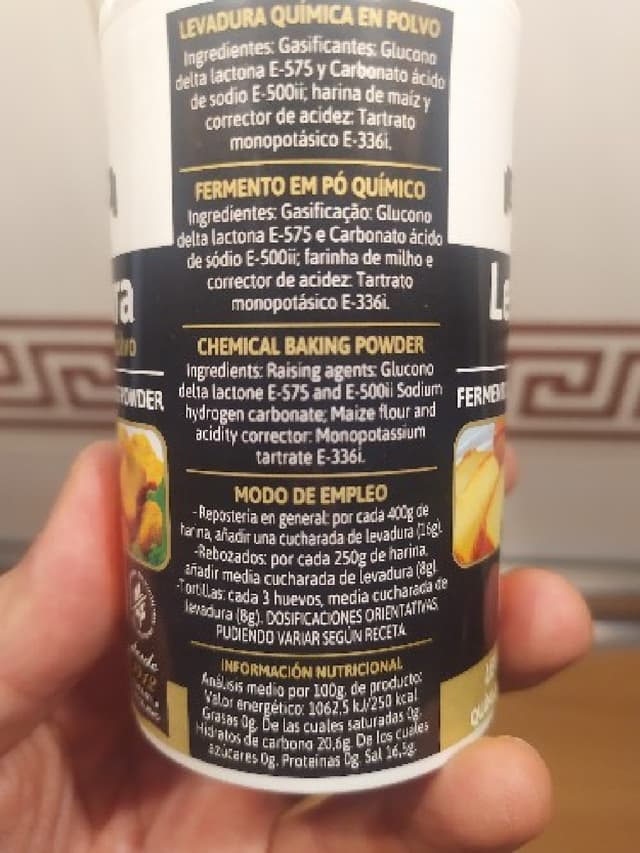 LEVADURA QUÍMICA EN POLVO
Ingredientes: Gasificantes: Glucono
delta lactona E-575 y Carbonato ácido
de sodio E-500ii; harina de maíz y
corrector de acidez: Tartrato
monopotásico E-336i.
FERMENTO EM PÓ QUÍMICO
Ingredientes: Gasificação: Glucono
delta lactona E-575 e Carbonato ácido
de sódio E-500ii; farinha de milho e
corrector de acidez: Tartrato
monopotásico E-336i.
CHEMICAL BAKING POWDER
Ingredients: Raising agents: Glucono
delta lactone E-575 and E-500ii Sodium
hydrogen carbonate; Maize flour and
acidity corrector: Monopotassium
tartrate E-336i.
MODO DE EMPLEO
-Repostería en general: por cada 400g de
harina, añadir una cucharada de levadura (16g).
-Rebozados: por cada 250g de harina,
añadir media cucharada de levadura (8g).
-Tortillas: cada 3 huevos, media cucharada de
levadura (8g). DOSIFICACIONES ORIENTATIVAS,
PUDIENDO VARIAR SEGÚN RECETA.
INFORMACIÓN NUTRICIONAL
Análisis medio por 100g. de producto:
Valor energético: 1062,5 kJ/250 kcal.
Grasas 0g. De las cuales saturadas 0g.
Hidratos de carbono 20,6g. De los cuales
azúcares 0g. Proteínas 0g. Sal 16,5g.
ra
POWDER
desde
Le
FERMEN